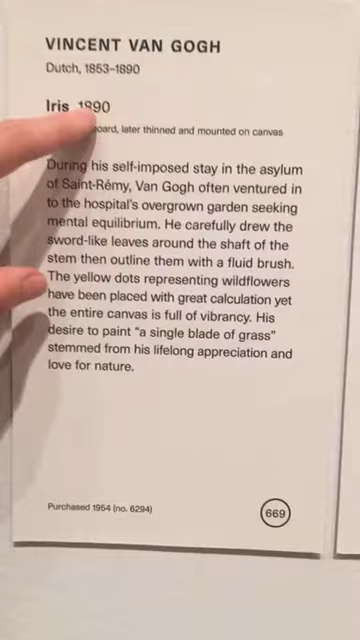 VINCENT VAN GOGH
Dutch, 1853–1890
Iris 1890
board, later thinned and mounted on canvas
During his self-imposed stay in the asylum
of Saint-Rémy, Van Gogh often ventured in
to the hospital's overgrown garden seeking
mental equilibrium. He carefully drew the
sword-like leaves around the shaft of the
stem then outline them with a fluid brush.
The yellow dots representing wildflowers
have been placed with great calculation yet
the entire canvas is full of vibrancy. His
desire to paint "a single blade of grass"
stemmed from his lifelong appreciation and
love for nature.
Purchased 1954 (no. 6294)
669